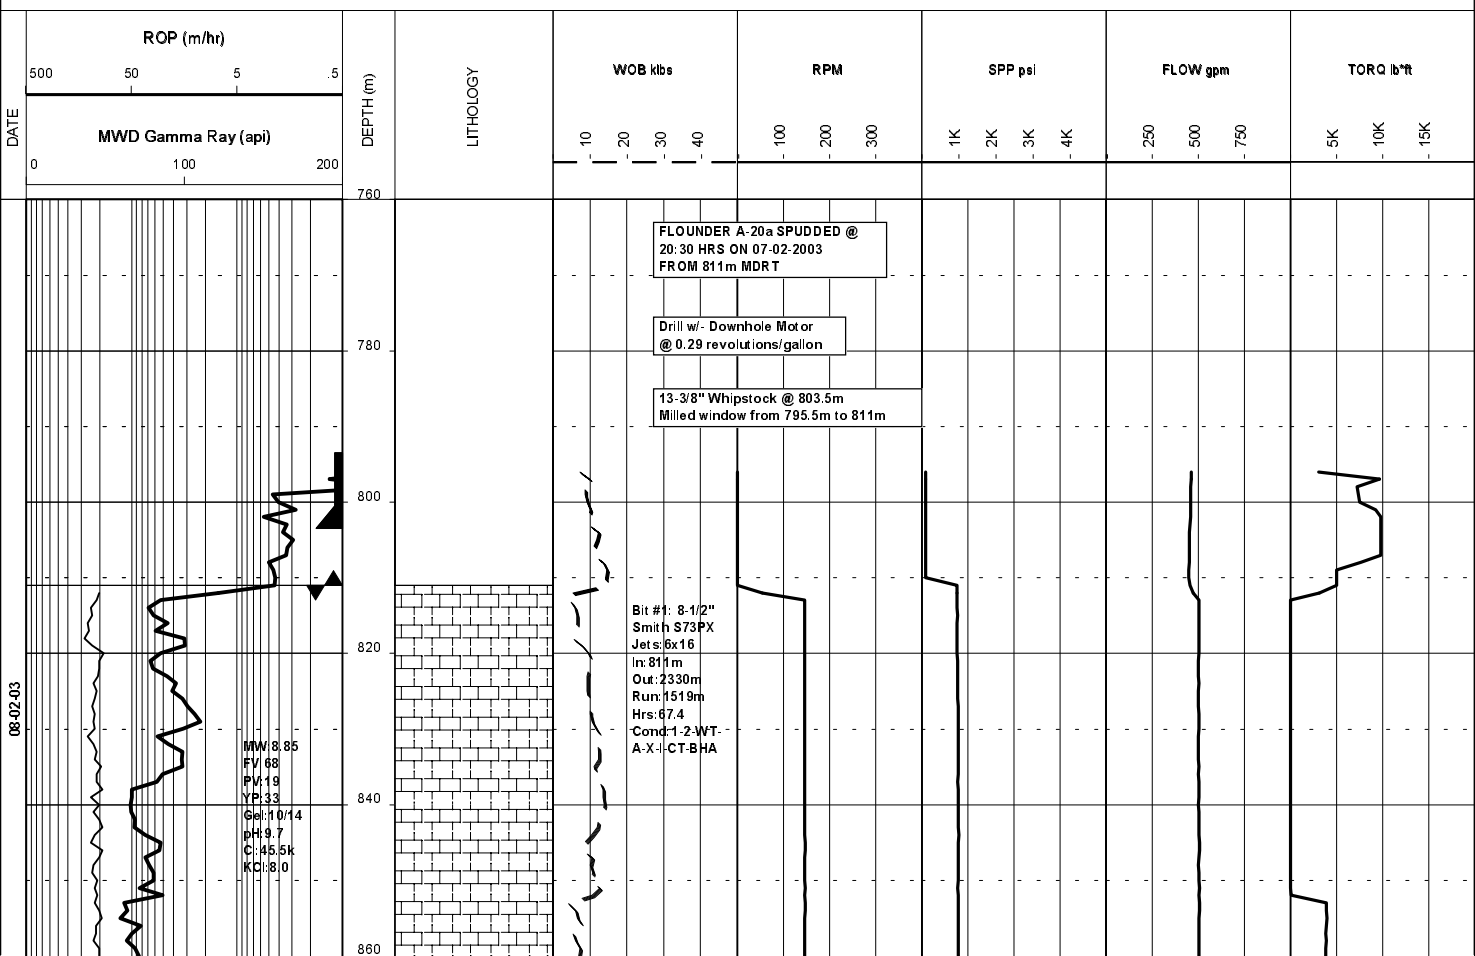 ROP (m/hr)
500 50 5 .5
MWD Gamma Ray (api)
0 100 200
DATE
DEPTH (m)
LITHOLOGY
WOB klbs
10 20 30 40
RPM
100 200 300
SPP psi
1K 2K 3K 4K
FLOW gpm
250 500 750
TORQ lb*ft
5K 10K 15K
760
FLOUNDER A-20a SPUDDED @
20:30 HRS ON 07-02-2003
FROM 811m MDRT
Drill w/- Downhole Motor
@ 0.29 revolutions/gallon
780
13-3/8" Whipstock @ 803.5m
Milled window from 795.5m to 811m
800
Bit #1: 8-1/2"
Smith S73PX
Jets:6x16
In:811m
Out:2330m
Run:1519m
Hrs:67.4
Cond:1-2-WT-
A-X-I-CT-BHA
820
08-02-03
MW:8.85
FV:68
PV:19
YP:33
Gel:10/14
pH:9.7
C:45.5k
KCl:8.0
840
860